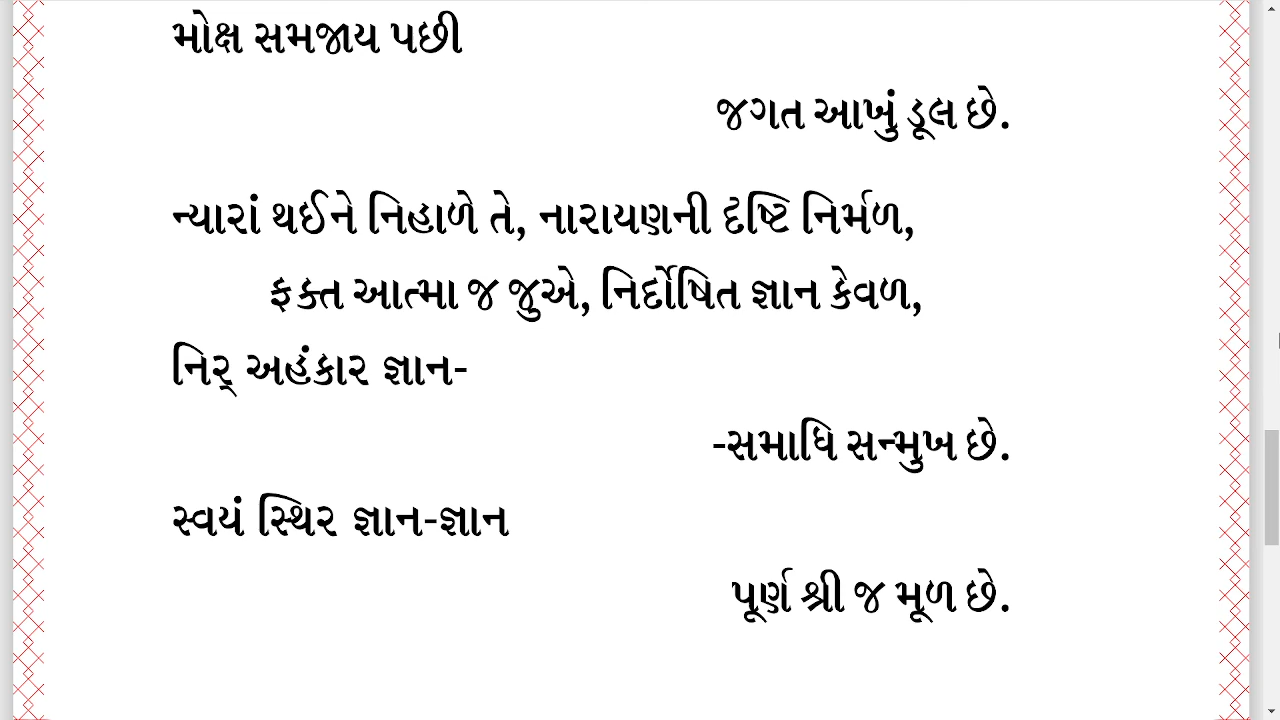 મોક્ષ સમજાય પછી
જગત આખું ડૂલ છે.
ન્યારાં થઈને નિહાળે તે, નારાયણની દૃષ્ટિ નિર્મળ,
ફક્ત આત્મા જ જુએ, નિર્દોષિત જ્ઞાન કેવળ,
નિર્ અહંકાર જ્ઞાન-
-સમાધિ સન્મુખ છે.
સ્વયં સ્થિર જ્ઞાન-જ્ઞાન
પૂર્ણ શ્રી જ મૂળ છે.